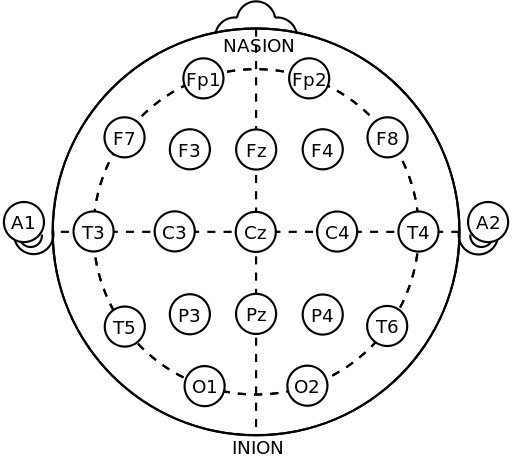 NASION
Fp1 Fp2
F7 F3 Fz F4 F8
A1 T3 C3 Cz C4 T4 A2
T5 P3 Pz P4 T6
O1 O2
INION